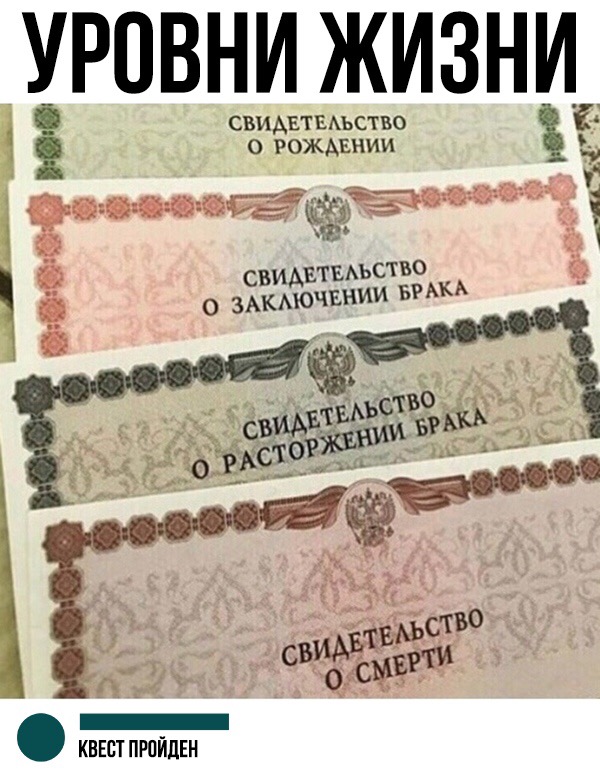 УРОВНИ ЖИЗНИ
СВИДЕТЕЛЬСТВО
О РОЖДЕНИИ
СВИДЕТЕЛЬСТВО
О ЗАКЛЮЧЕНИИ БРАКА
СВИДЕТЕЛЬСТВО
О РАСТОРЖЕНИИ БРАКА
СВИДЕТЕЛЬСТВО
О СМЕРТИ
КВЕСТ ПРОЙДЕН